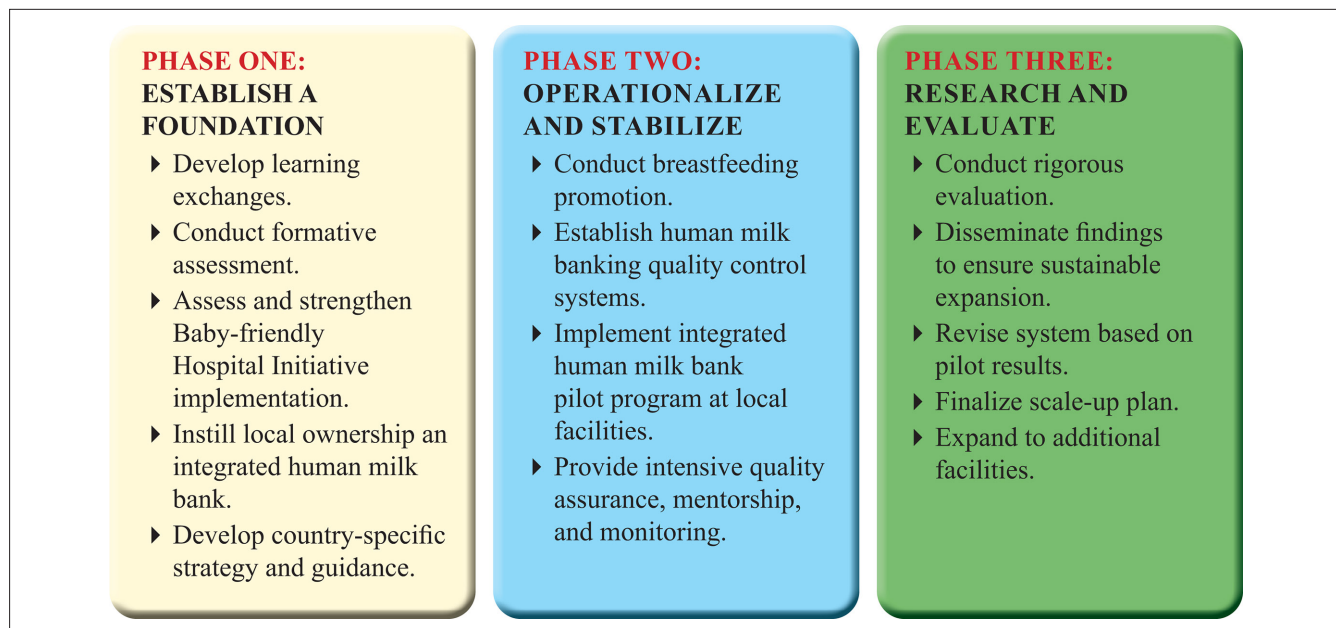 PHASE ONE:
ESTABLISH A
FOUNDATION
Develop learning
exchanges.
Conduct formative
assessment.
Assess and strengthen
Baby-friendly
Hospital Initiative
implementation.
Instill local ownership an
integrated human milk
bank.
Develop country-specific
strategy and guidance.
PHASE TWO:
OPERATIONALIZE
AND STABILIZE
Conduct breastfeeding
promotion.
Establish human milk
banking quality control
systems.
Implement integrated
human milk bank
pilot program at local
facilities.
Provide intensive quality
assurance, mentorship,
and monitoring.
PHASE THREE:
RESEARCH AND
EVALUATE
Conduct rigorous
evaluation.
Disseminate findings
to ensure sustainable
expansion.
Revise system based on
pilot results.
Finalize scale-up plan.
Expand to additional
facilities.